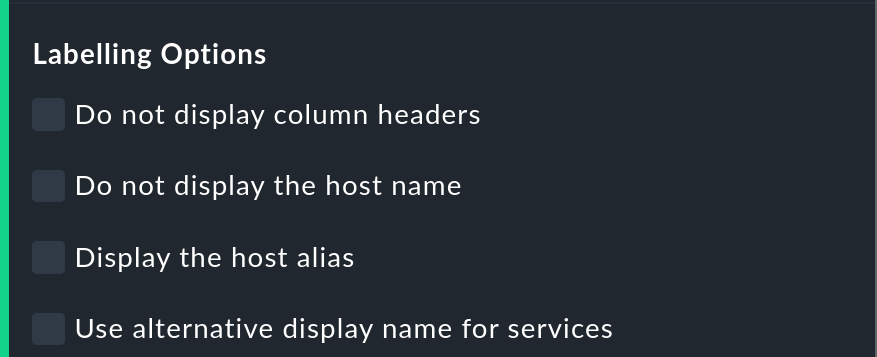 Labelling Options
Do not display column headers
Do not display the host name
Display the host alias
Use alternative display name for services